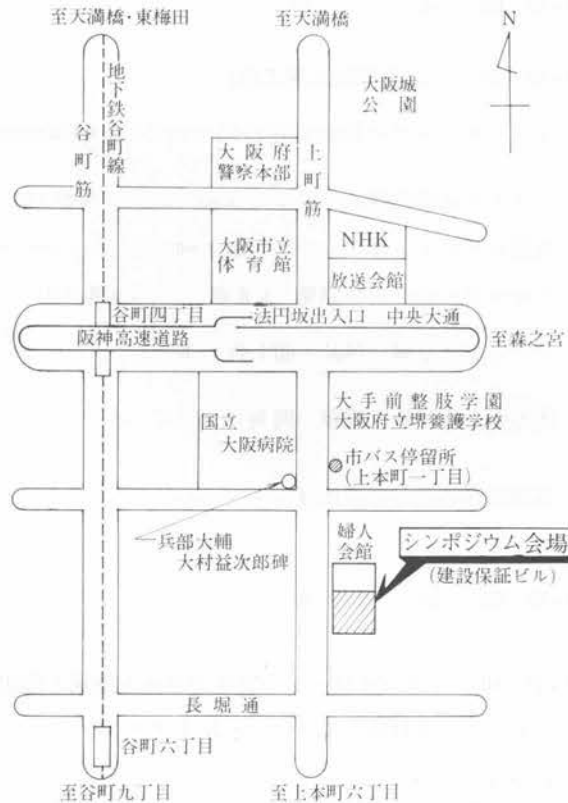 至天満橋・東梅田
至天満橋
N
地下鉄谷町線
谷町筋
上町筋
大阪城
公園
大阪府
警察本部
大阪市立
体育館
NHK
放送会館
谷町四丁目
法円坂出入口
中央大通
阪神高速道路
至森之宮
国立
大阪病院
大手前整肢学園
大阪府立堺養護学校
市バス停留所
(上本町一丁目)
兵部大輔
大村益次郎碑
婦人
会館
シンポジウム会場
(建設保証ビル)
長堀通
谷町六丁目
至谷町九丁目
至上本町六丁目